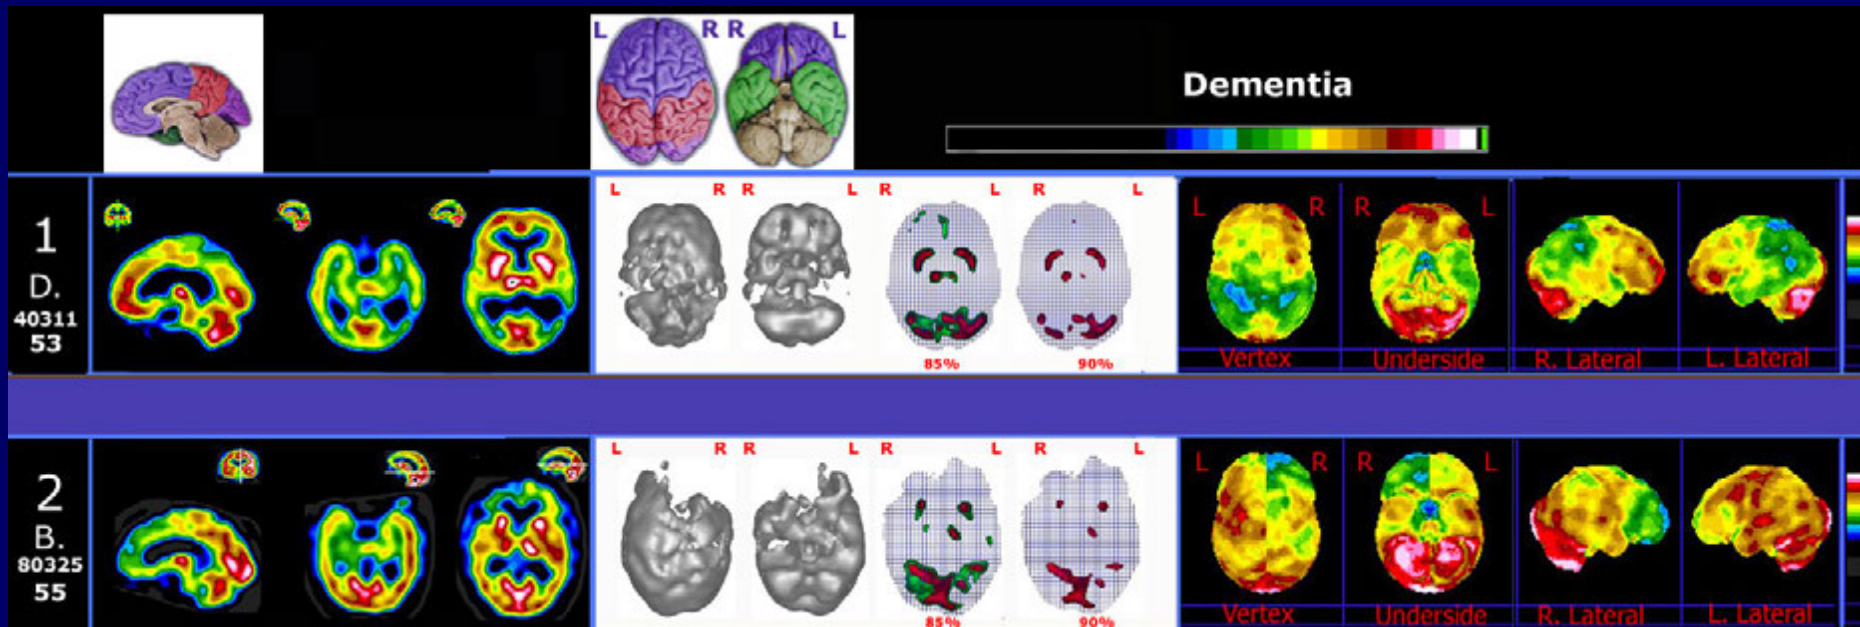 L R R L
Dementia
1
D.
40311
53
L R R L R L R L
85% 90%
L R R L
Vertex Underside R. Lateral L. Lateral
2
B.
80325
55
L R R L R L R L
85% 90%
L R R L
Vertex Underside R. Lateral L. Lateral